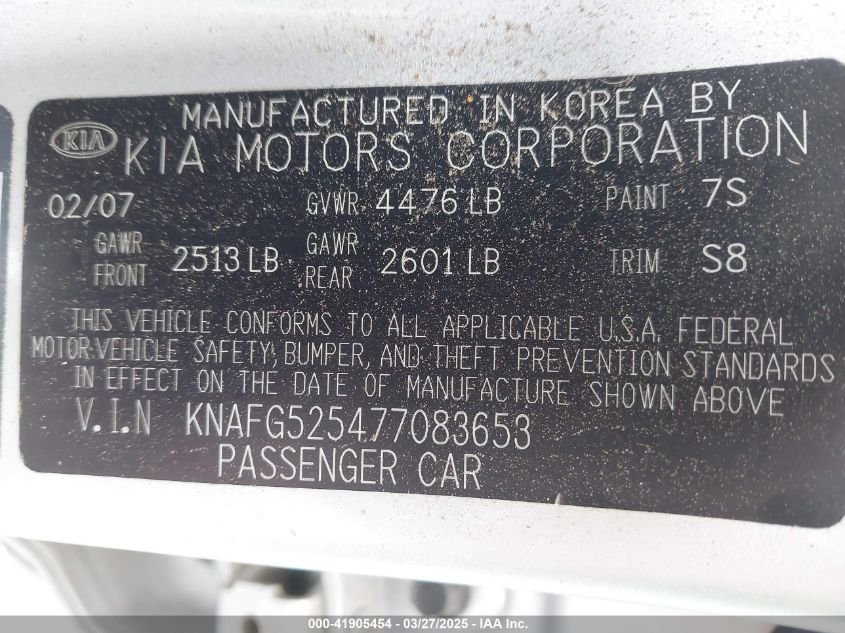 MANUFACTURED IN KOREA BY
KIA KIA MOTORS CORPORATION
02/07 GVWR 4476 LB PAINT 7S
GAWR FRONT 2513 LB GAWR REAR 2601 LB TRIM S8
THIS VEHICLE CONFORMS TO ALL APPLICABLE U.S.A. FEDERAL
MOTOR-VEHICLE SAFETY, BUMPER, AND THEFT PREVENTION STANDARDS
IN EFFECT ON THE DATE OF MANUFACTURE SHOWN ABOVE
V.I.N KNAFG525477083653
PASSENGER CAR
000-41905454 — 03/27/2025 — IAAI.COM